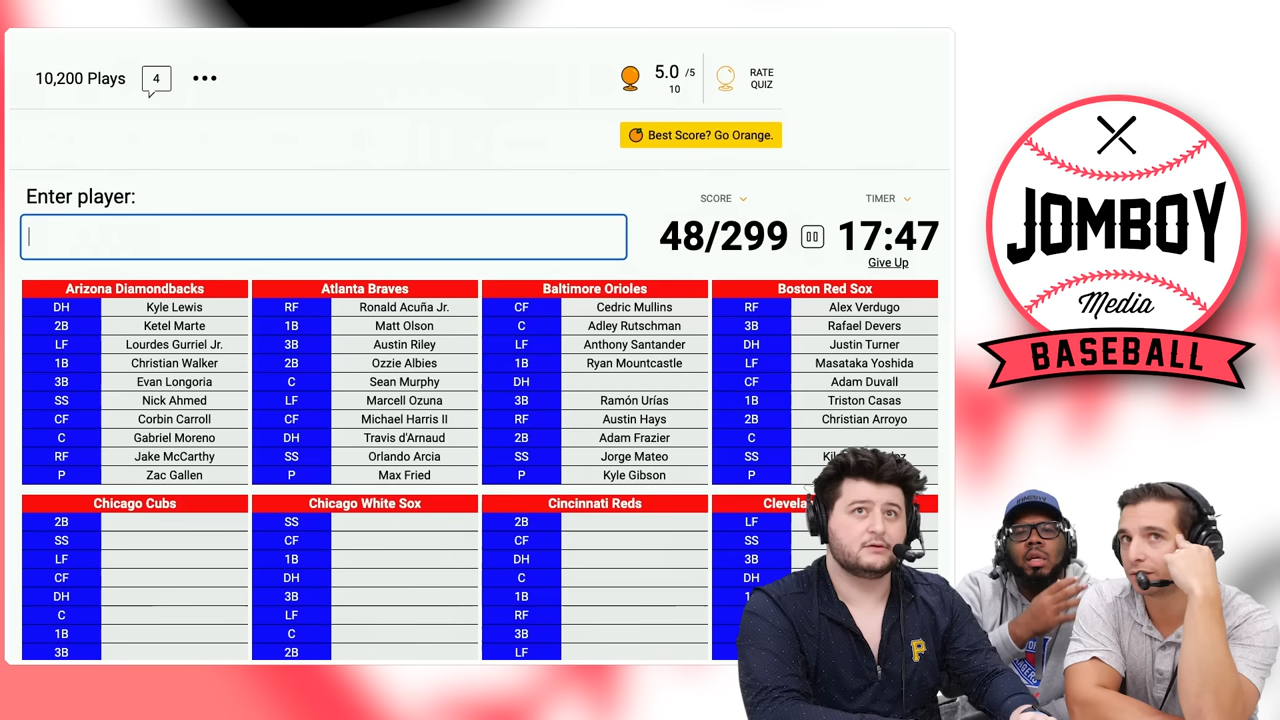 10,200 Plays
4
•••
5.0 /5
10
RATE
QUIZ
Best Score? Go Orange.
Enter player:
SCORE
TIMER
48/299
17:47
Give Up
Arizona Diamondbacks
DH Kyle Lewis
2B Ketel Marte
LF Lourdes Gurriel Jr.
1B Christian Walker
3B Evan Longoria
SS Nick Ahmed
CF Corbin Carroll
C Gabriel Moreno
RF Jake McCarthy
P Zac Gallen
Atlanta Braves
RF Ronald Acuña Jr.
1B Matt Olson
3B Austin Riley
2B Ozzie Albies
C Sean Murphy
LF Marcell Ozuna
CF Michael Harris II
DH Travis d'Arnaud
SS Orlando Arcia
P Max Fried
Baltimore Orioles
CF Cedric Mullins
C Adley Rutschman
LF Anthony Santander
1B Ryan Mountcastle
DH
3B Ramón Urías
RF Austin Hays
2B Adam Frazier
SS Jorge Mateo
P Kyle Gibson
Boston Red Sox
RF Alex Verdugo
3B Rafael Devers
DH Justin Turner
LF Masataka Yoshida
CF Adam Duvall
1B Triston Casas
2B Christian Arroyo
C
SS
P
Chicago Cubs
2B
SS
LF
CF
DH
C
1B
3B
Chicago White Sox
SS
CF
1B
DH
3B
LF
C
2B
Cincinnati Reds
2B
CF
DH
C
1B
RF
3B
LF
LF
SS
3B
DH
JOMBOY
Media
BASEBALL
P